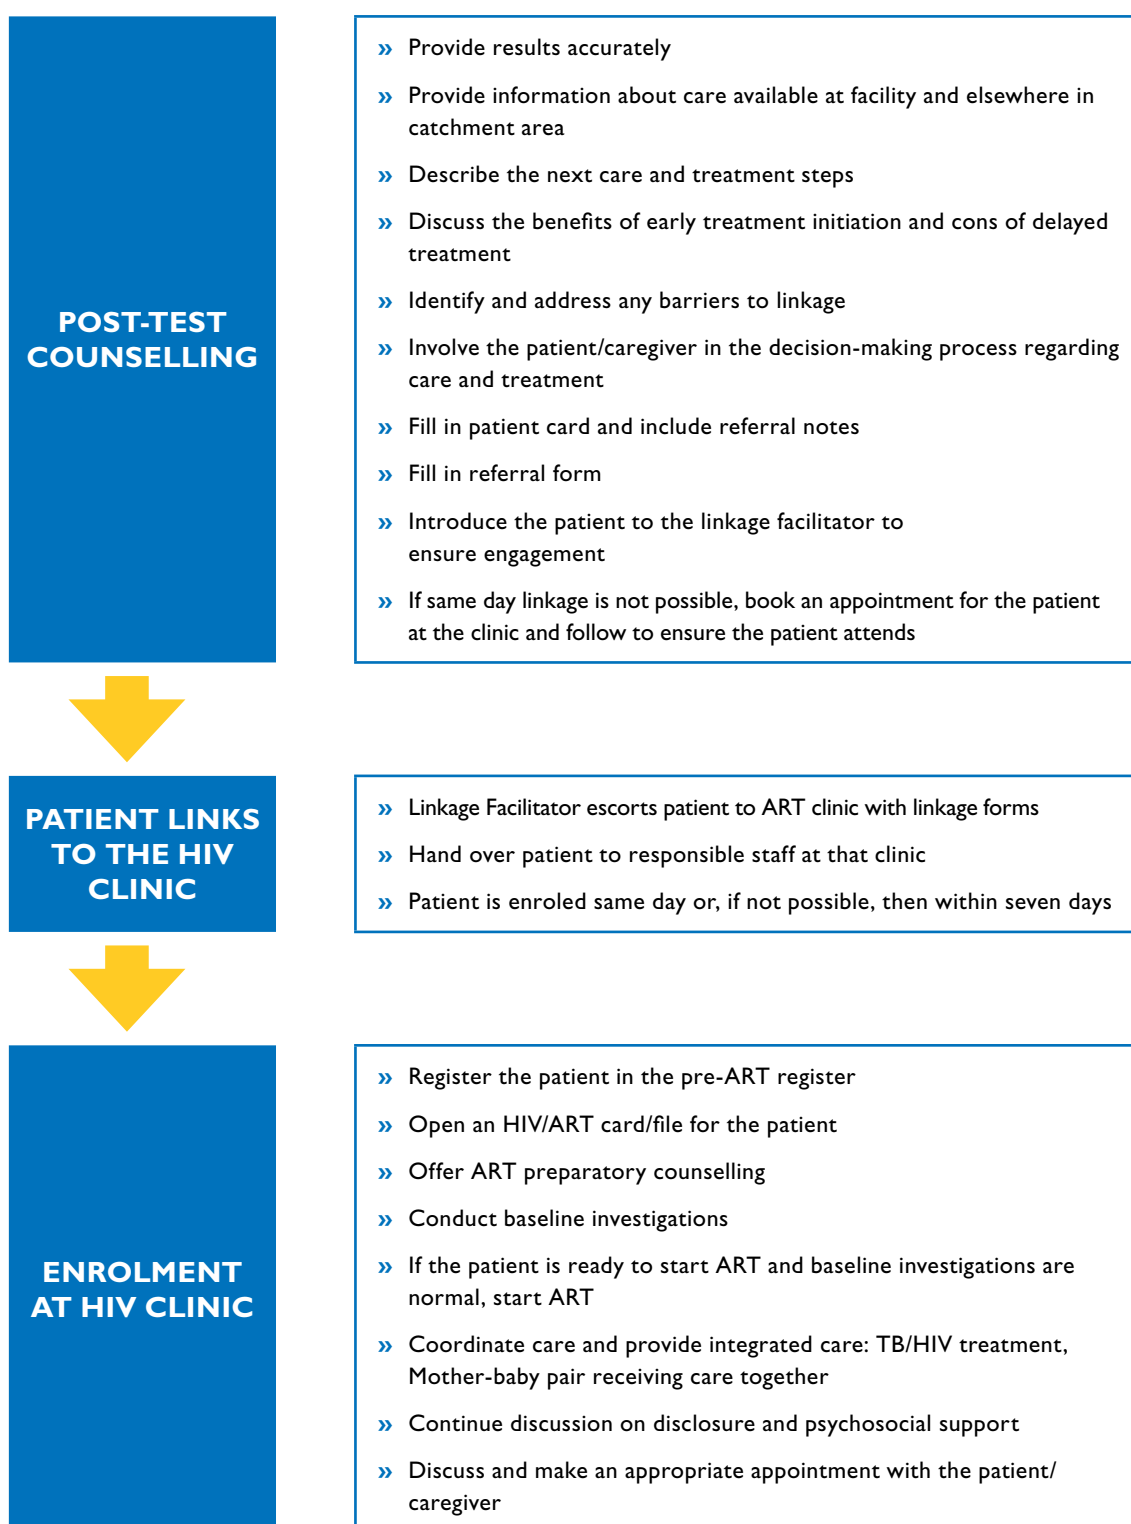 POST-TEST
COUNSELLING
» Provide results accurately
» Provide information about care available at facility and elsewhere in
catchment area
» Describe the next care and treatment steps
» Discuss the benefits of early treatment initiation and cons of delayed
treatment
» Identify and address any barriers to linkage
» Involve the patient/caregiver in the decision-making process regarding
care and treatment
» Fill in patient card and include referral notes
» Fill in referral form
» Introduce the patient to the linkage facilitator to
ensure engagement
» If same day linkage is not possible, book an appointment for the patient
at the clinic and follow to ensure the patient attends
PATIENT LINKS
TO THE HIV
CLINIC
» Linkage Facilitator escorts patient to ART clinic with linkage forms
» Hand over patient to responsible staff at that clinic
» Patient is enroled same day or, if not possible, then within seven days
ENROLMENT
AT HIV CLINIC
» Register the patient in the pre-ART register
» Open an HIV/ART card/file for the patient
» Offer ART preparatory counselling
» Conduct baseline investigations
» If the patient is ready to start ART and baseline investigations are
normal, start ART
» Coordinate care and provide integrated care: TB/HIV treatment,
Mother-baby pair receiving care together
» Continue discussion on disclosure and psychosocial support
» Discuss and make an appropriate appointment with the patient/
caregiver